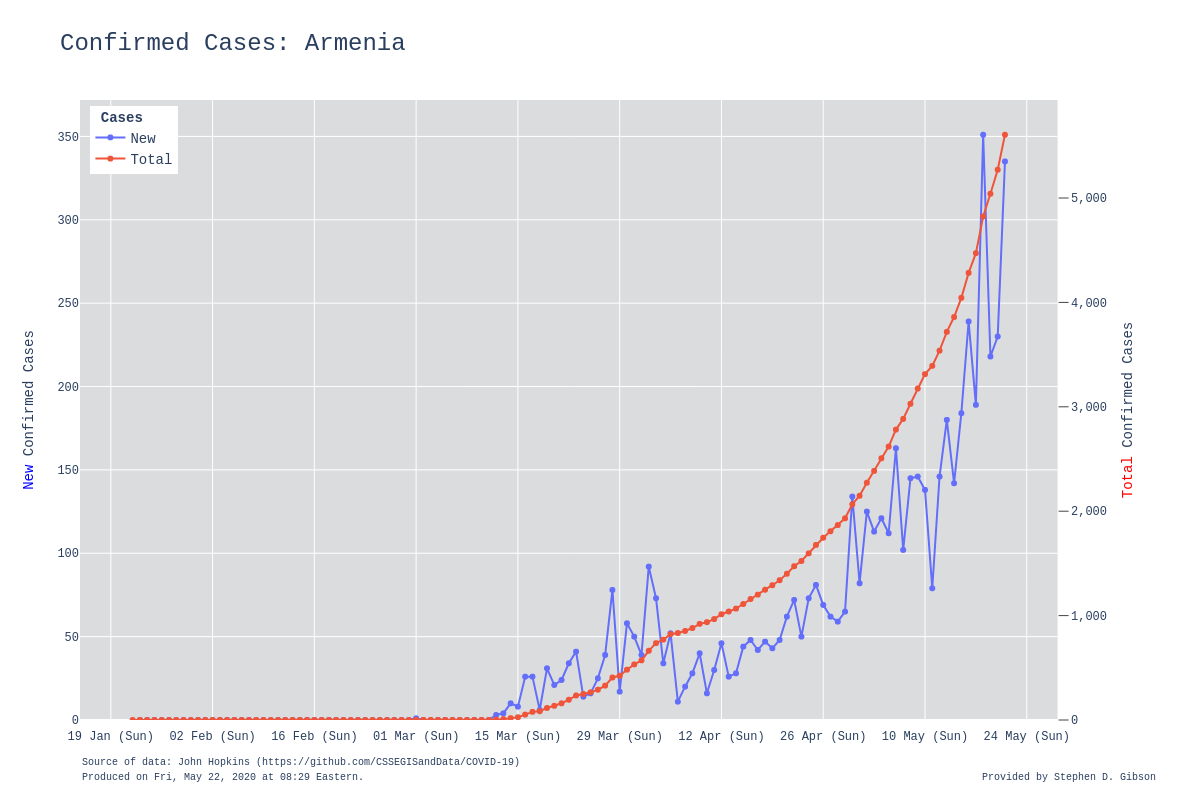 Confirmed Cases: Armenia
Cases
New
Total
350
300
250
200
150
100
50
0
5,000
4,000
3,000
2,000
1,000
0
New Confirmed Cases
Total Confirmed Cases
19 Jan (Sun) 02 Feb (Sun) 16 Feb (Sun) 01 Mar (Sun) 15 Mar (Sun) 29 Mar (Sun) 12 Apr (Sun) 26 Apr (Sun) 10 May (Sun) 24 May (Sun)
Source of data: John Hopkins (https://github.com/CSSEGISandData/COVID-19)
Produced on Fri, May 22, 2020 at 08:29 Eastern.
Provided by Stephen D. Gibson